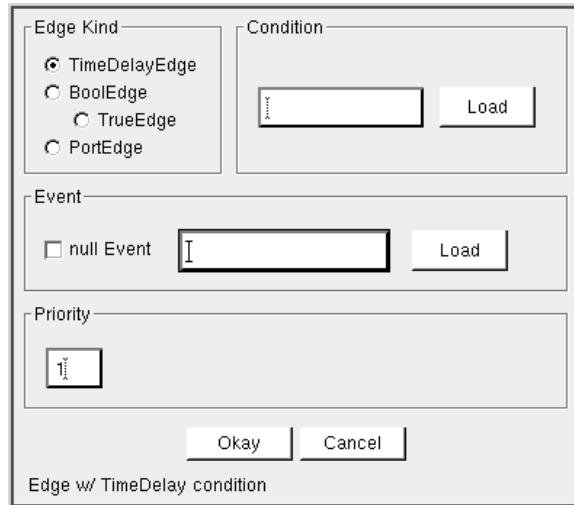 Edge Kind
TimeDelayEdge
BoolEdge
TrueEdge
PortEdge
Condition
Load
Event
null Event
Load
Priority
1
Okay Cancel
Edge w/ TimeDelay condition